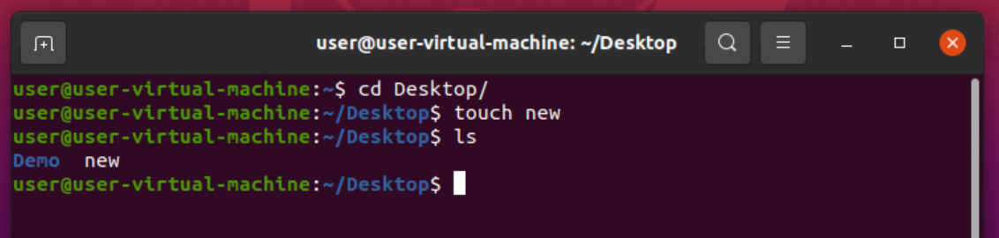 user@user-virtual-machine: ~/Desktop
user@user-virtual-machine:~$ cd Desktop/
user@user-virtual-machine:~/Desktop$ touch new
user@user-virtual-machine:~/Desktop$ ls
Demo  new
user@user-virtual-machine:~/Desktop$